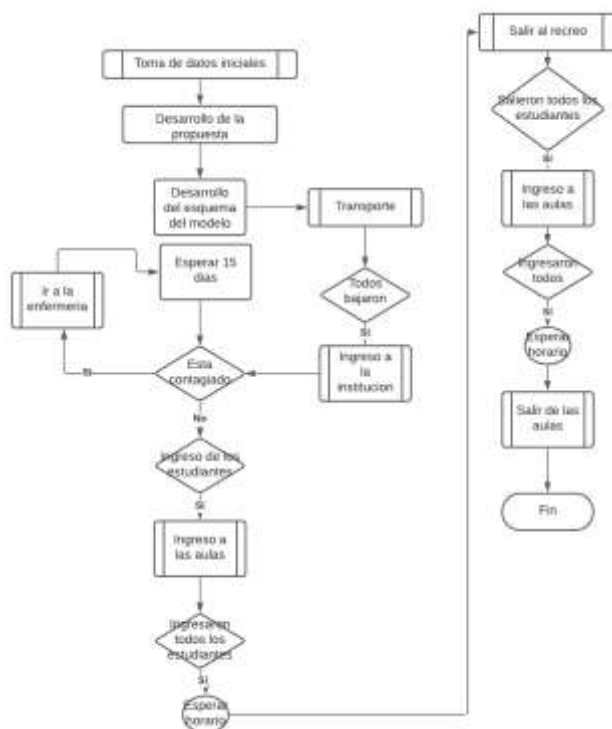 Toma de datos iniciales
Desarrollo de la
propuesta
Desarrollo
del esquema
del modelo
Transporte
Todos
bajaron
Si
Ingreso a
la
institucion
Esperar 15
dias
Ir a la
enfermeria
Esta
contagiado
Si
No
Ingreso de los
estudiantes
Si
Ingreso a
las aulas
Ingresaron
todos los
estudiantes
Si
Esperar
horario
Salir al recreo
Salieron todos los
estudiantes
Si
Ingreso a
las aulas
Ingresaron
todos
Si
Esperar
horario
Salir de las
aulas
Fin